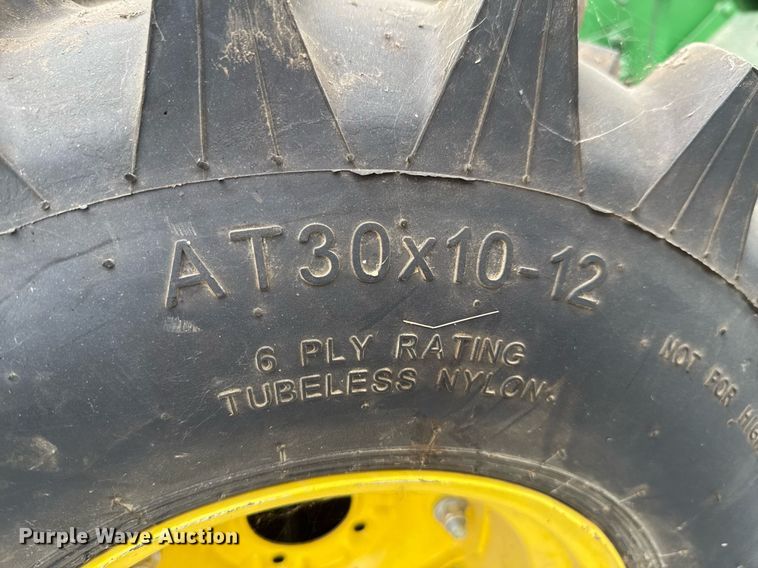 AT30x10-12
6 PLY RATING
TUBELESS NYLON
NOT FOR
Purple Wave Auction®